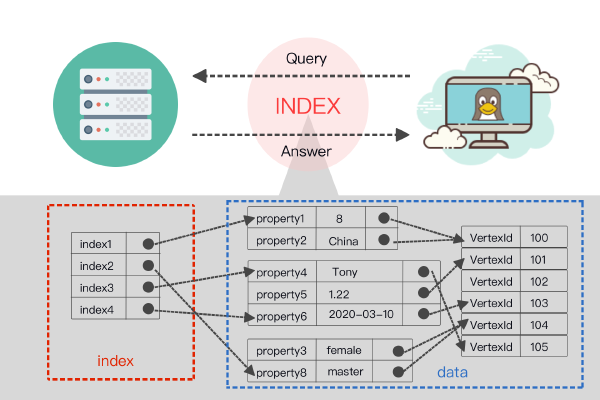 Query
INDEX
Answer
index1
index2
index3
index4
index
property1 8
property2 China
property4 Tony
property5 1.22
property6 2020-03-10
property3 female
property8 master
VertexId 100
VertexId 101
VertexId 102
VertexId 103
VertexId 104
VertexId 105
data